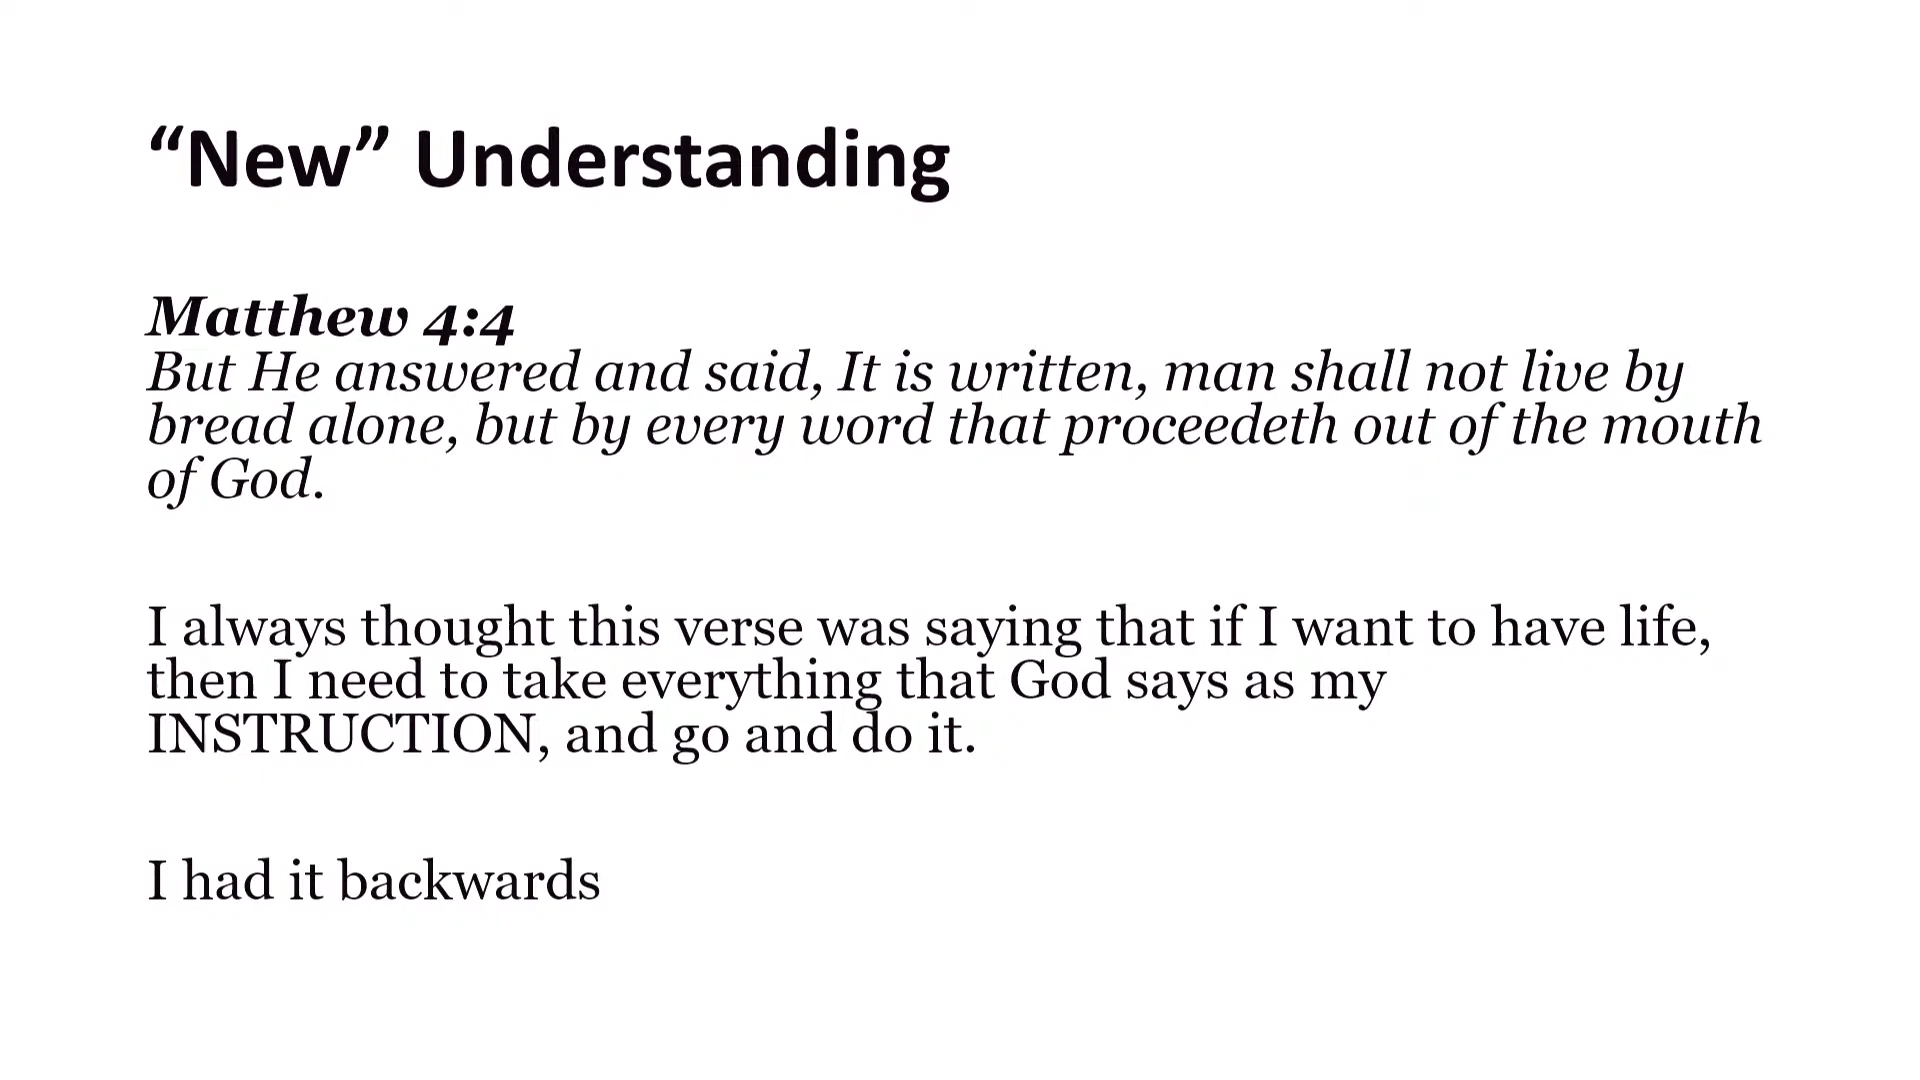 “New” Understanding
Matthew 4:4
But He answered and said, It is written, man shall not live by
bread alone, but by every word that proceedeth out of the mouth
of God.
I always thought this verse was saying that if I want to have life,
then I need to take everything that God says as my
INSTRUCTION, and go and do it.
I had it backwards